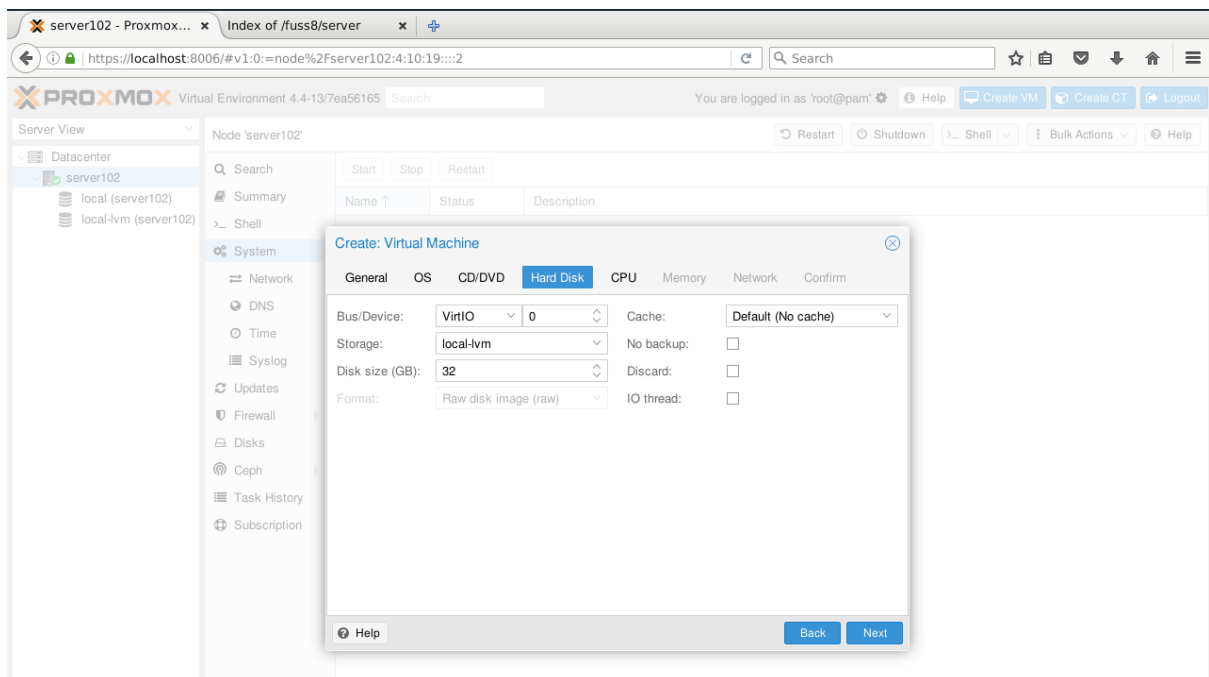 server102 - Proxmox... × Index of /fuss8/server ×
https://localhost:8006/#v1:0:=node%2Fserver102:4:10:19::::2 Search
PROXMOX Virtual Environment 4.4-13/7ea56165 Search You are logged in as 'root@pam' Help Create VM Create CT Logout
Server View Node 'server102' Restart Shutdown >_ Shell Bulk Actions Help
Datacenter
server102
local (server102)
local-lvm (server102)
Search
Summary
>_ Shell
System
Network
DNS
Time
Syslog
Updates
Firewall
Disks
Ceph
Task History
Subscription
Start Stop Restart
Name ↑ Status Description
Create: Virtual Machine
General OS CD/DVD Hard Disk CPU Memory Network Confirm
Bus/Device: VirtIO 0 Cache: Default (No cache)
Storage: local-lvm No backup:
Disk size (GB): 32 Discard:
Format: Raw disk image (raw) IO thread:
Help Back Next